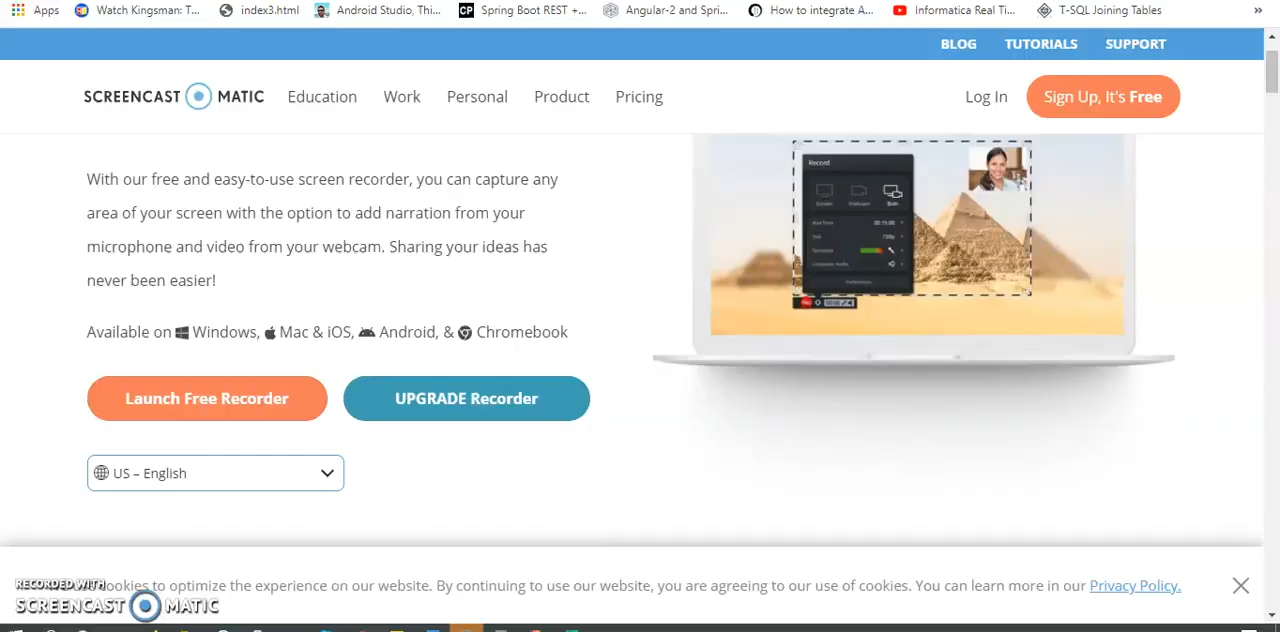 Apps Watch Kingsman: T... index3.html Android Studio, Thi... CP Spring Boot REST +... Angular-2 and Spri... How to integrate A... Informatica Real Ti... T-SQL Joining Tables »
BLOG TUTORIALS SUPPORT
SCREENCAST MATIC Education Work Personal Product Pricing Log In Sign Up, It's Free
Record
With our free and easy-to-use screen recorder, you can capture any
area of your screen with the option to add narration from your
microphone and video from your webcam. Sharing your ideas has
never been easier!
Available on Windows, Mac & iOS, Android, & Chromebook
Launch Free Recorder UPGRADE Recorder
US – English
cookies to optimize the experience on our website. By continuing to use our website, you are agreeing to our use of cookies. You can learn more in our Privacy Policy.
RECORDED WITH
SCREENCAST MATIC